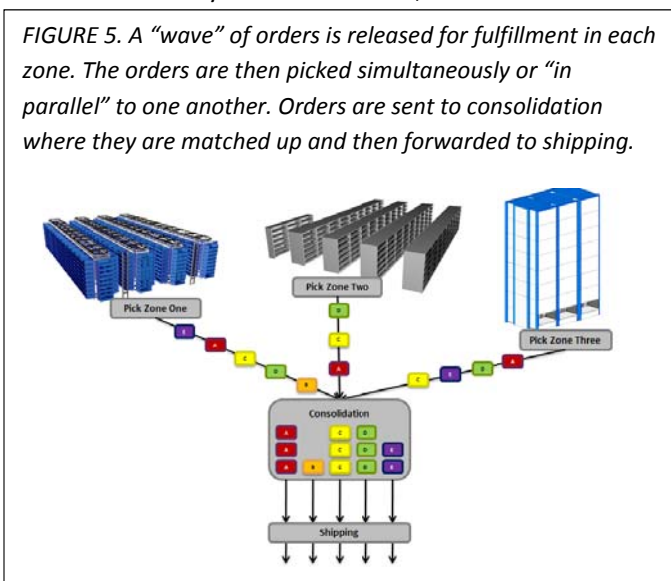 FIGURE 5. A “wave” of orders is released for fulfillment in each
zone. The orders are then picked simultaneously or “in
parallel” to one another. Orders are sent to consolidation
where they are matched up and then forwarded to shipping.
Pick Zone One
Pick Zone Two
Pick Zone Three
E
A
C
D
B
D
C
A
C
E
D
A
Consolidation
A C D
A C D E
A B C D E
Shipping